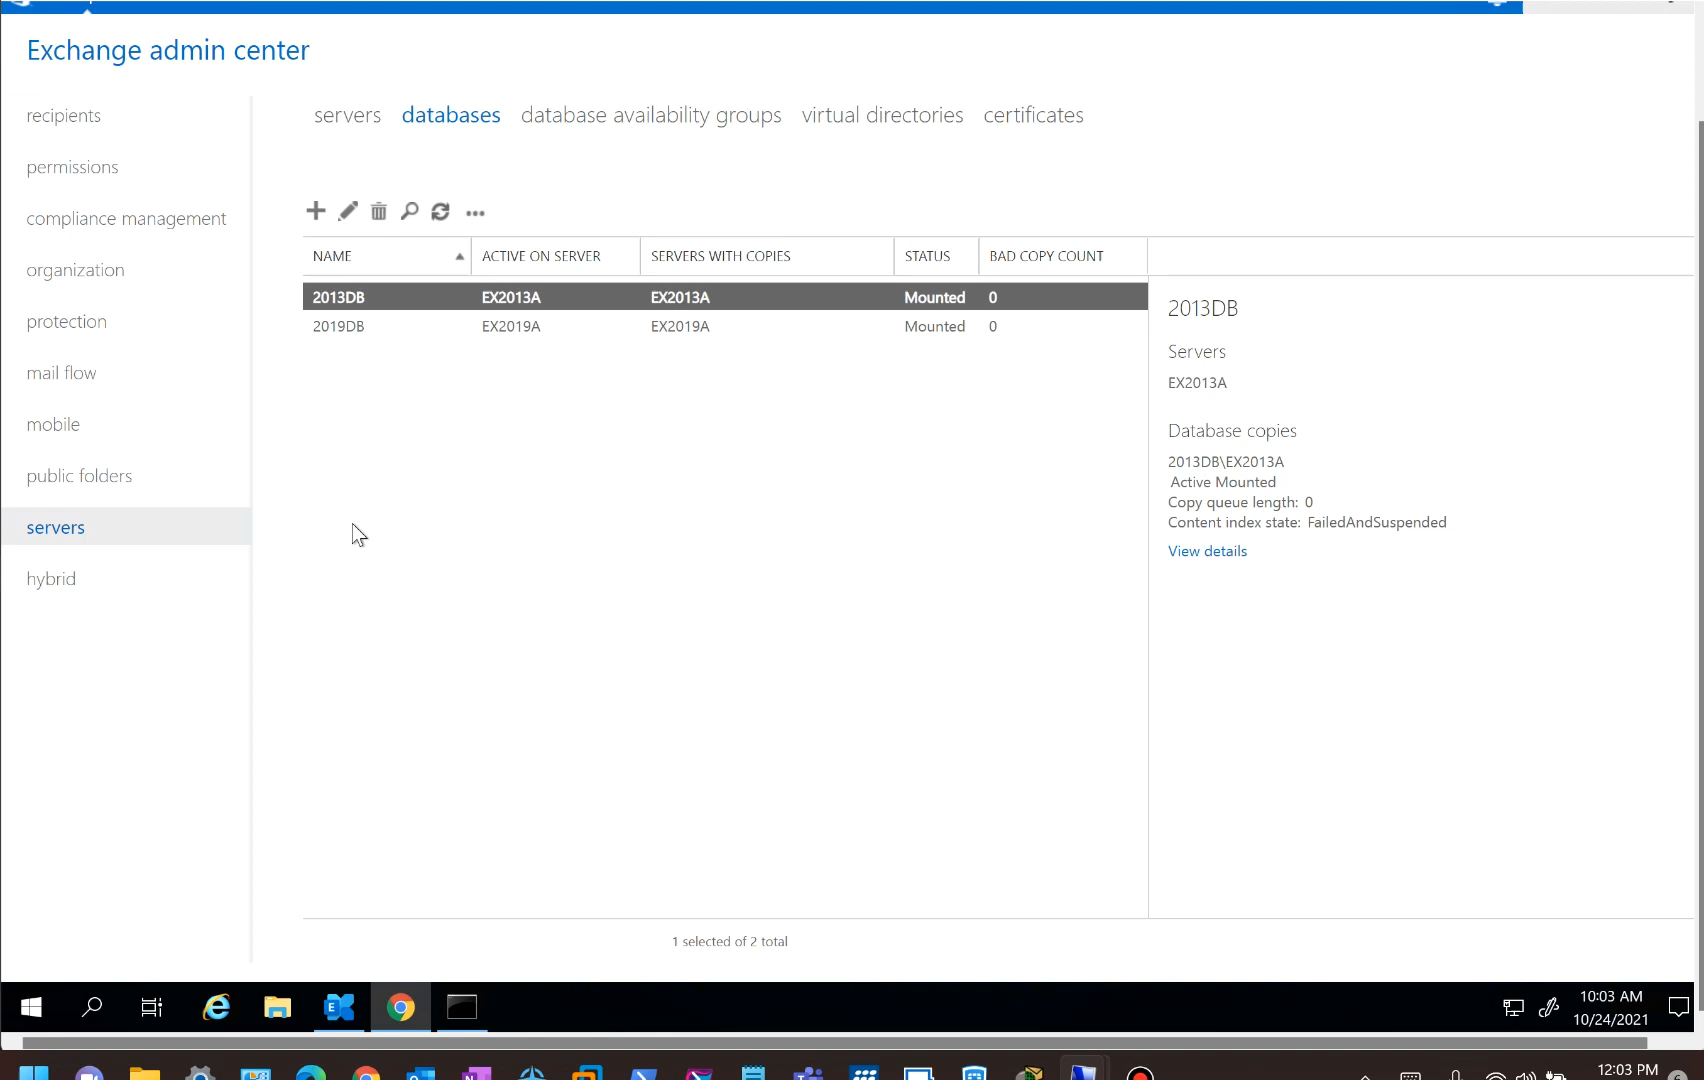 Exchange admin center
recipients
permissions
compliance management
organization
protection
mail flow
mobile
public folders
servers
hybrid
servers databases database availability groups virtual directories certificates
NAME ACTIVE ON SERVER SERVERS WITH COPIES STATUS BAD COPY COUNT
2013DB EX2013A EX2013A Mounted 0
2019DB EX2019A EX2019A Mounted 0
2013DB
Servers
EX2013A
Database copies
2013DB\EX2013A
Active Mounted
Copy queue length: 0
Content index state: FailedAndSuspended
View details
1 selected of 2 total
10:03 AM
10/24/2021
12:03 PM